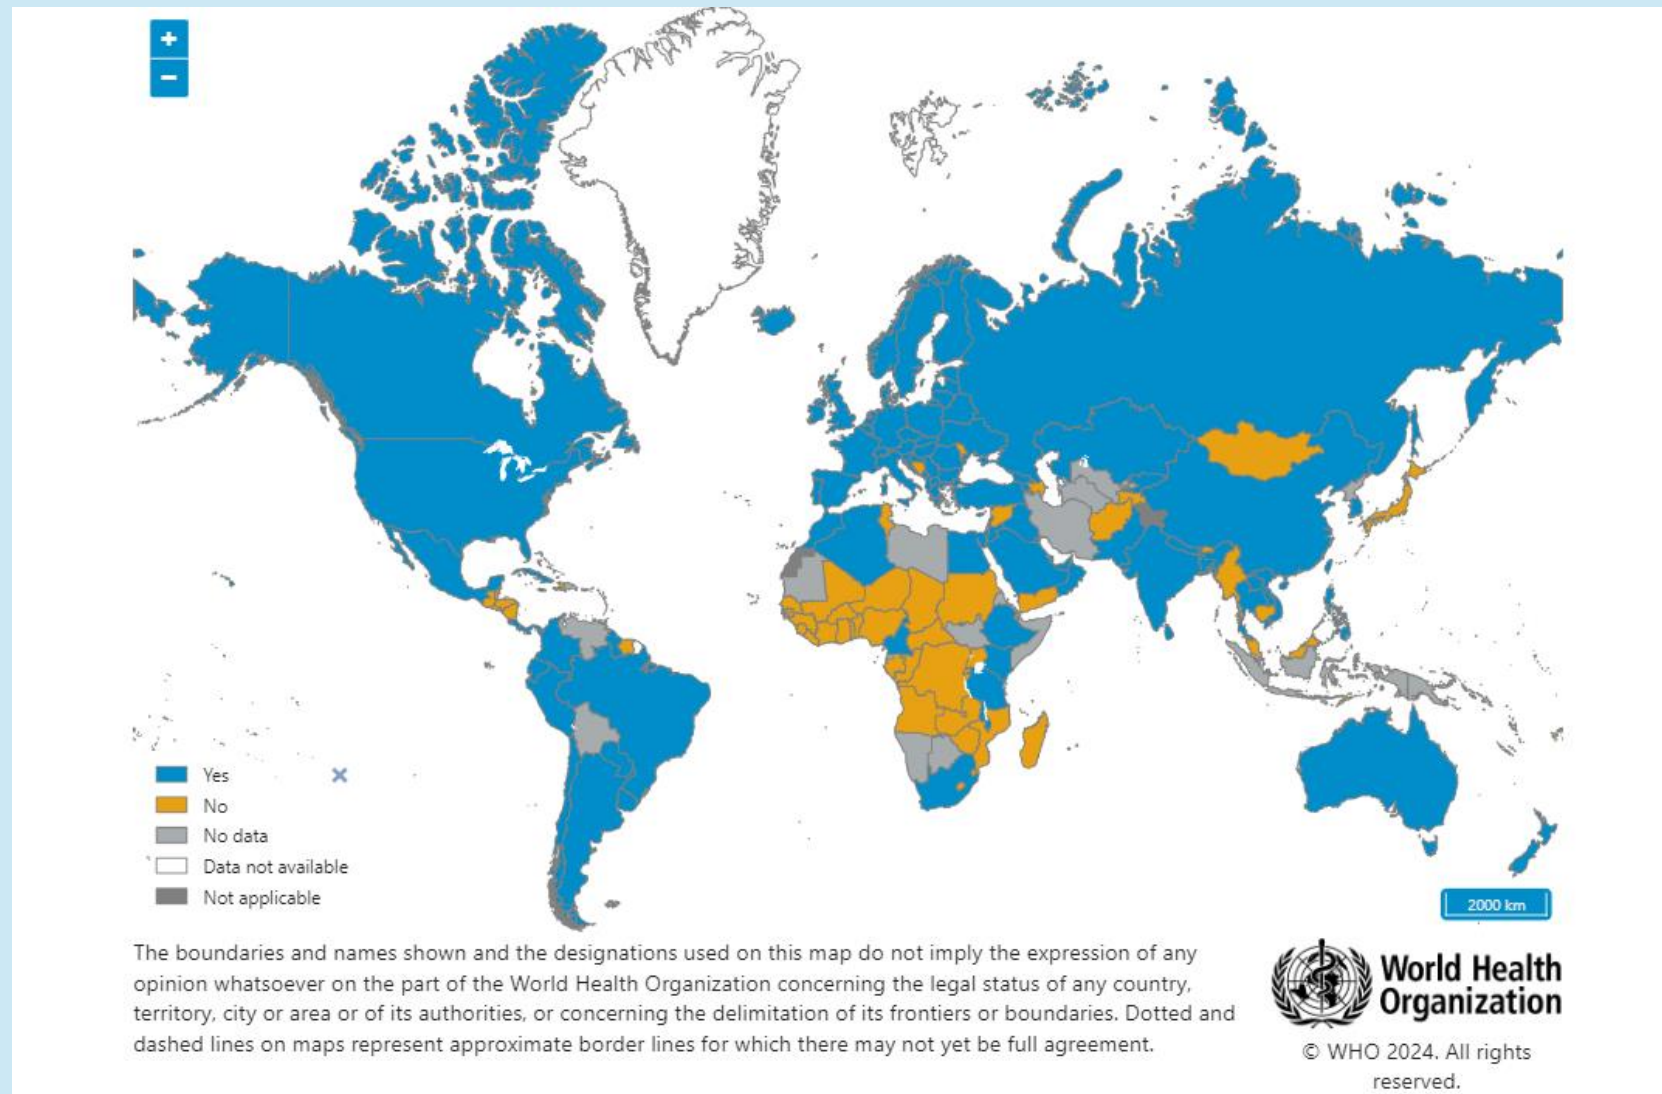 +
−
Yes
No
No data
Data not available
Not applicable
2000 km
The boundaries and names shown and the designations used on this map do not imply the expression of any
opinion whatsoever on the part of the World Health Organization concerning the legal status of any country,
territory, city or area or of its authorities, or concerning the delimitation of its frontiers or boundaries. Dotted and
dashed lines on maps represent approximate border lines for which there may not yet be full agreement.
World Health
Organization
© WHO 2024. All rights
reserved.